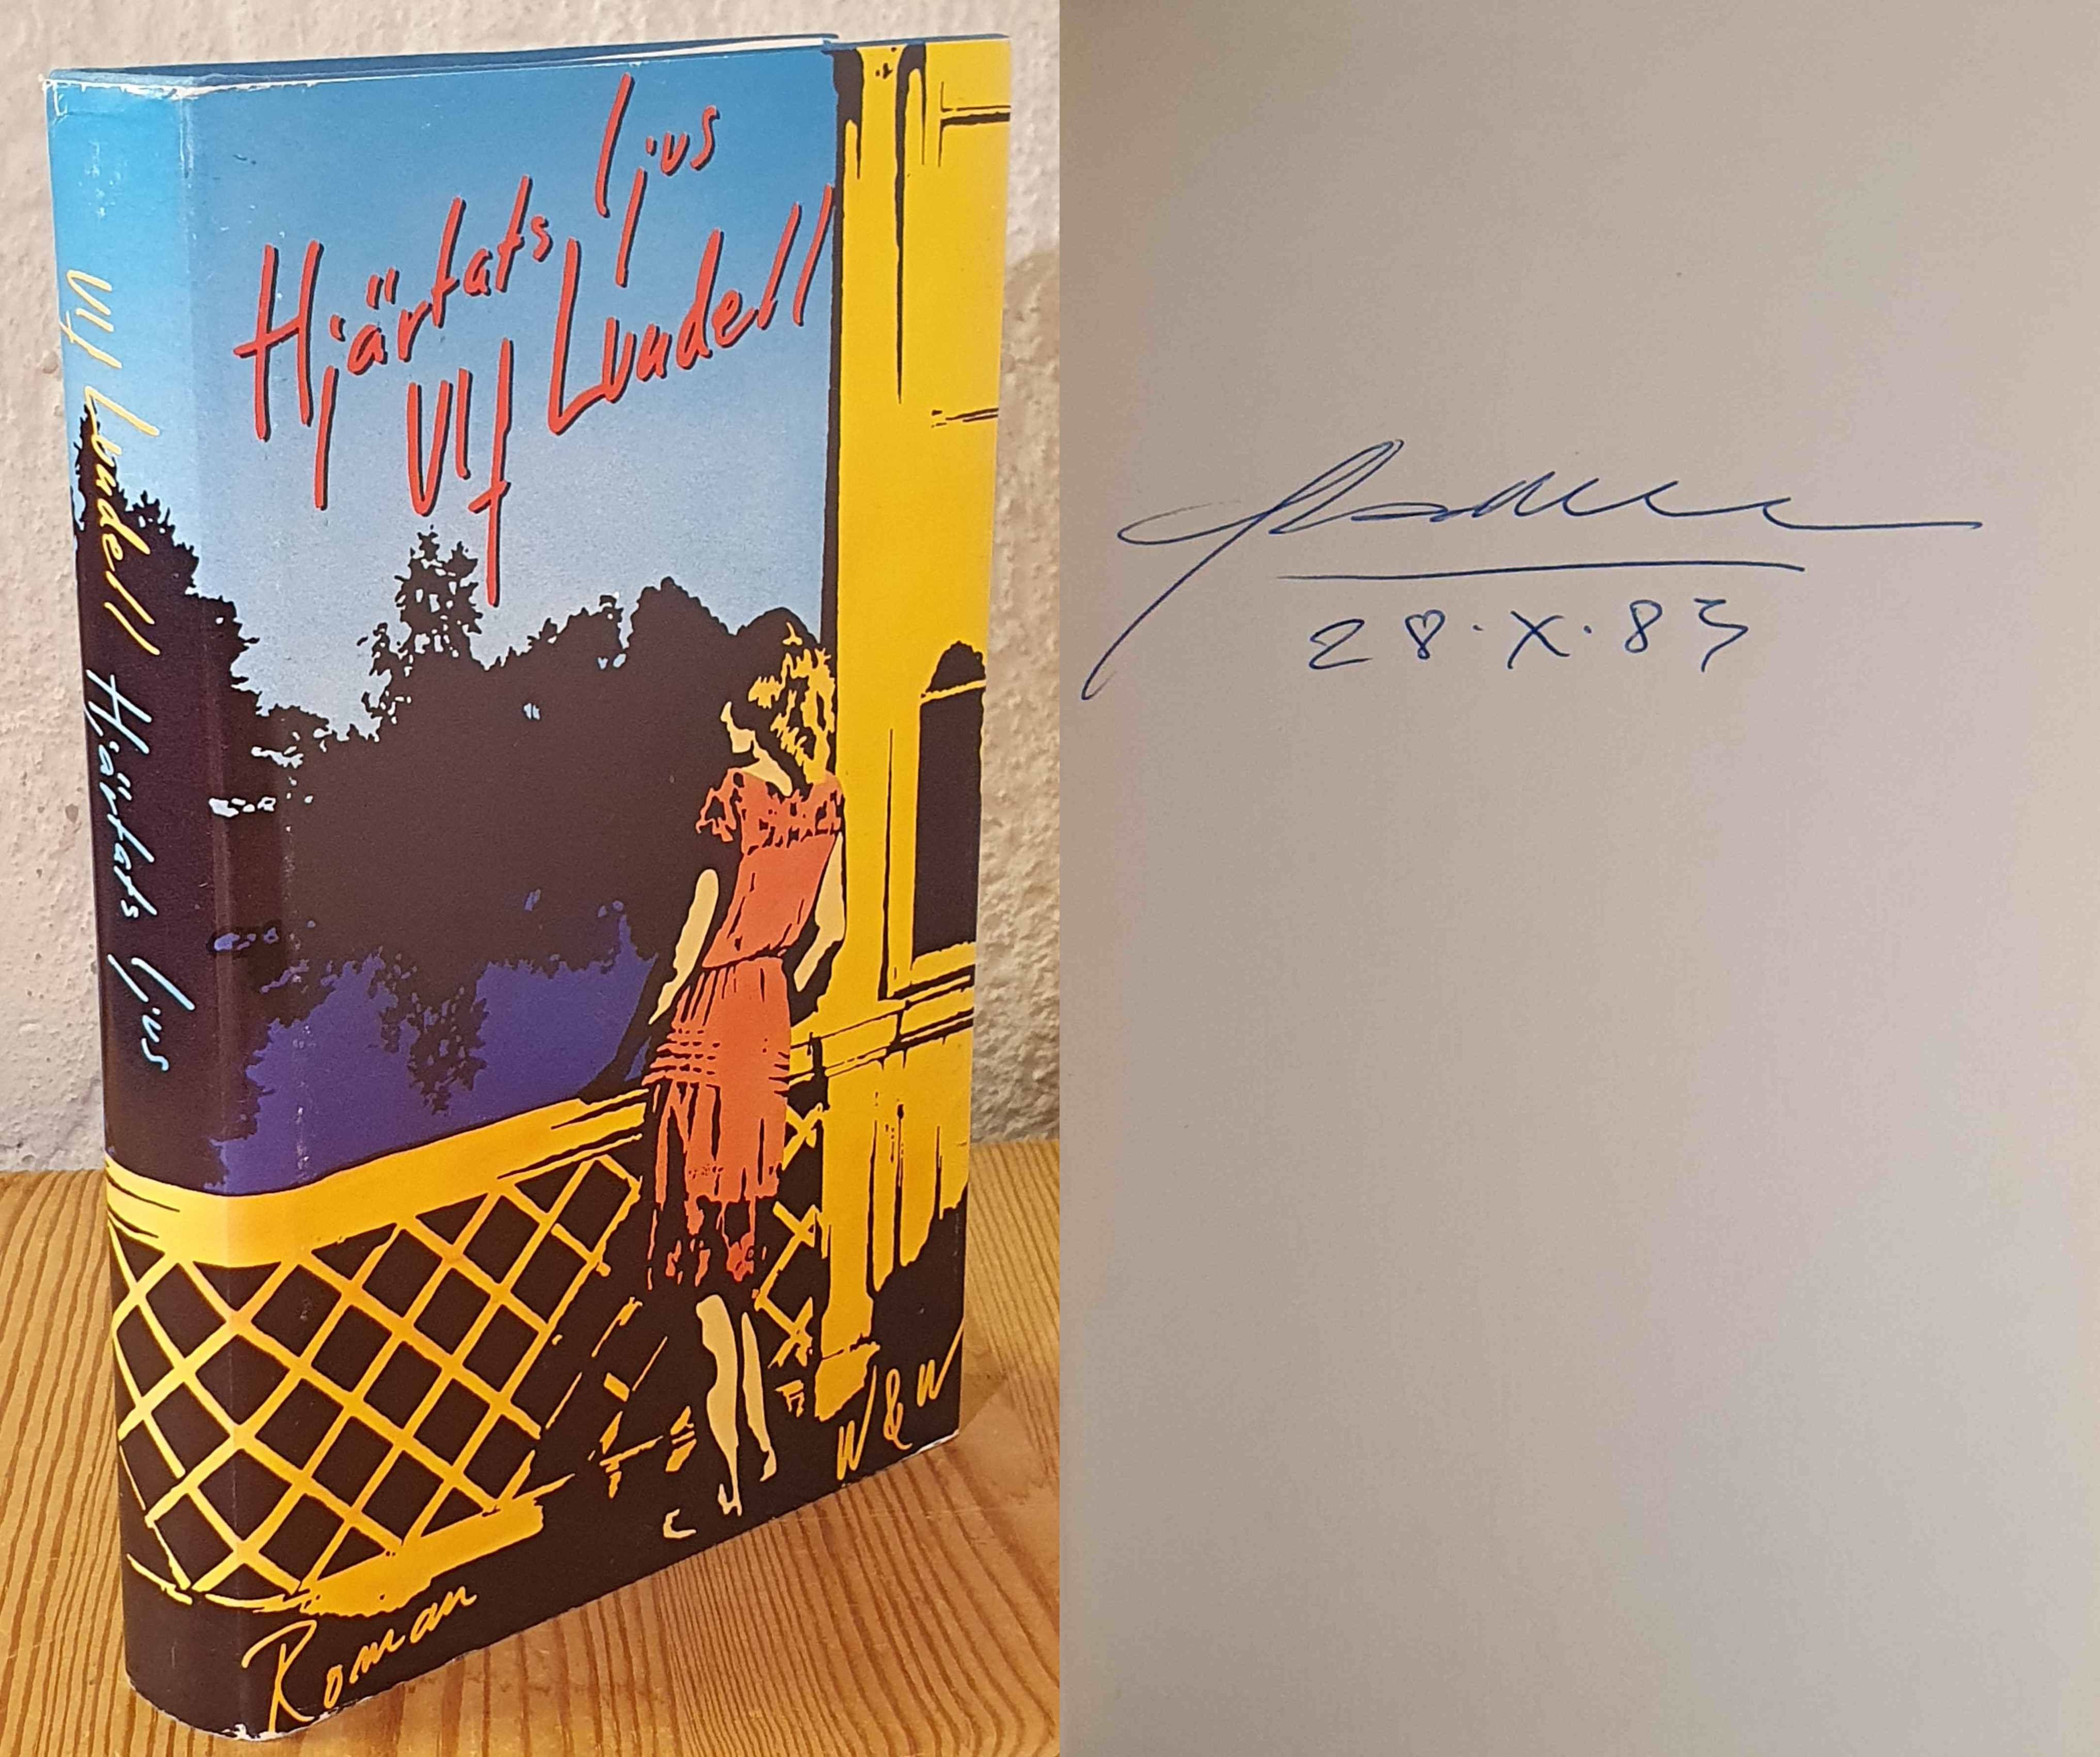 Ulf Lundell Hjärtats ljus
Hjärtats ljus
Ulf Lundell
W&W
Roman
28·X·83